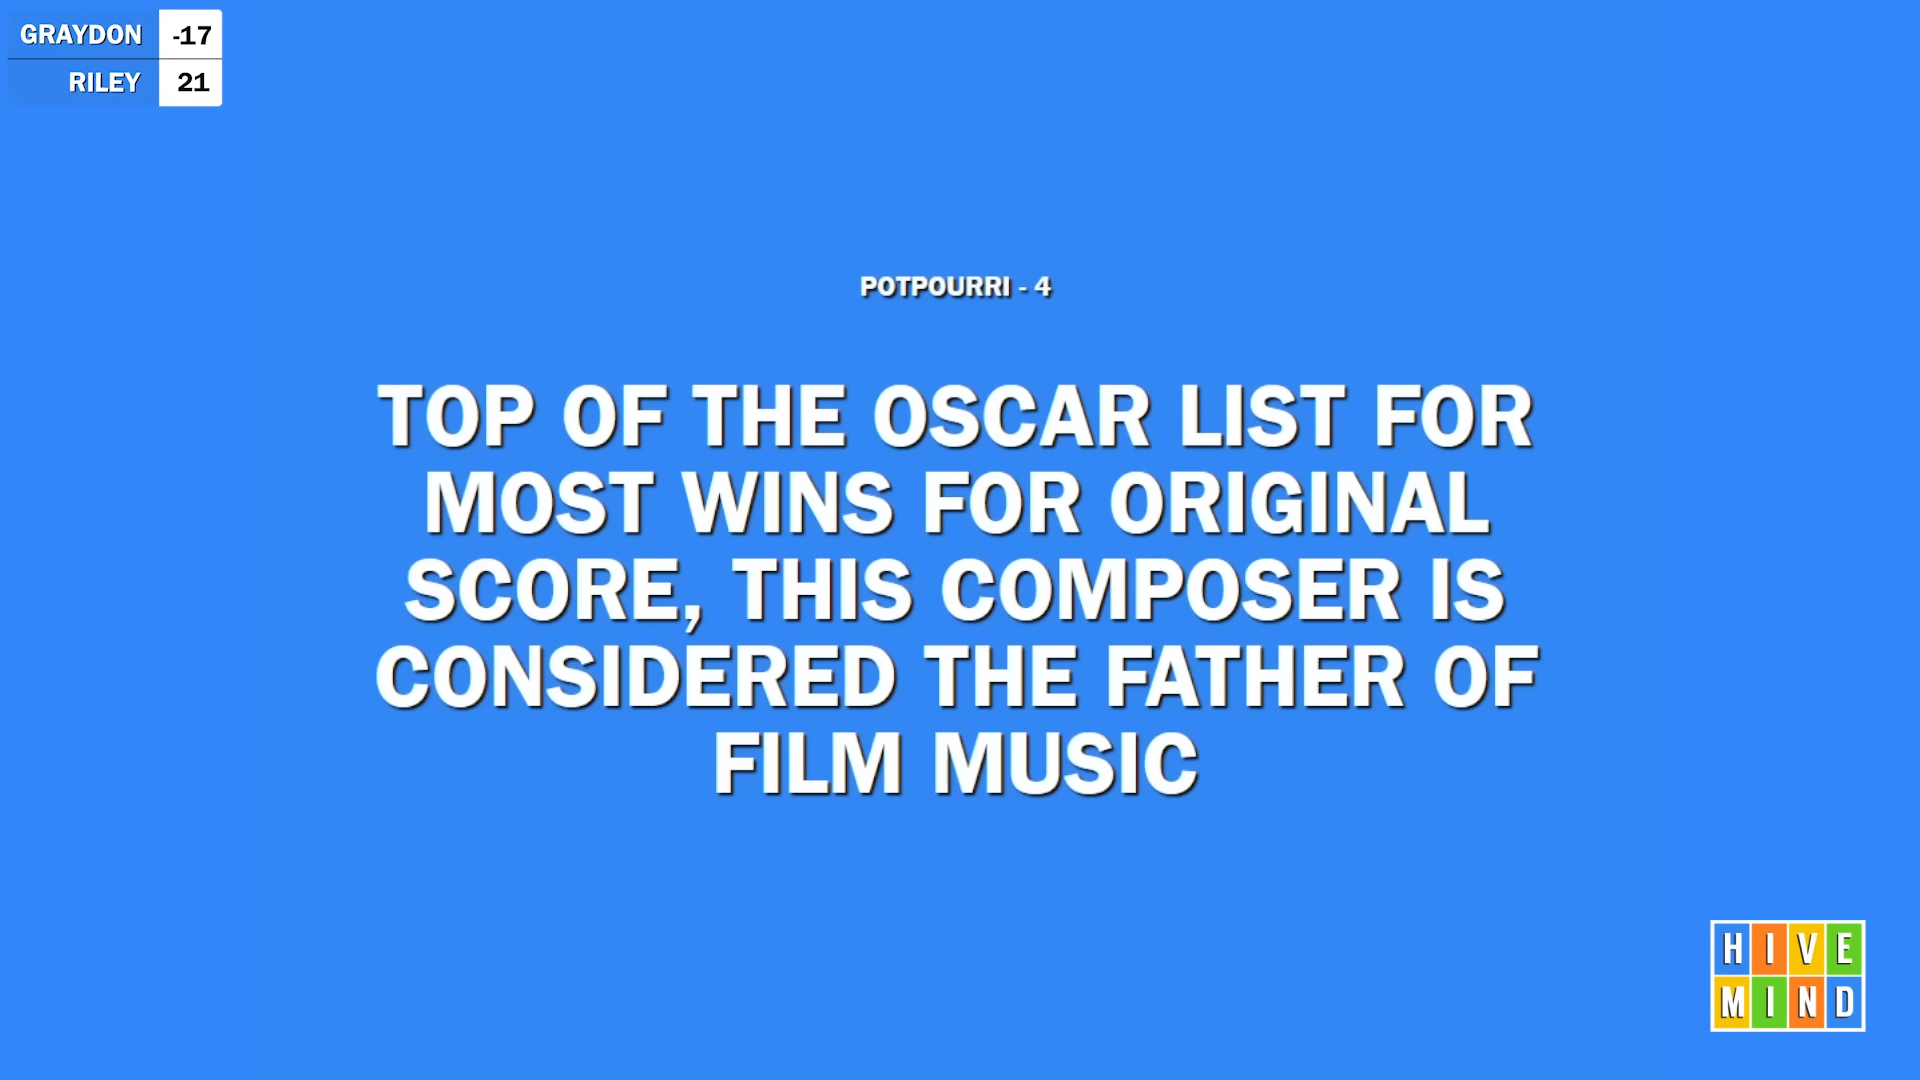 GRAYDON -17
RILEY 21
POTPOURRI - 4
TOP OF THE OSCAR LIST FOR
MOST WINS FOR ORIGINAL
SCORE, THIS COMPOSER IS
CONSIDERED THE FATHER OF
FILM MUSIC
HIVE
MIND